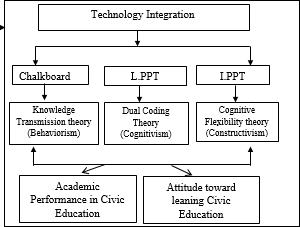 Technology Integration
Chalkboard
L.PPT
I.PPT
Knowledge
Transmission theory
(Behaviorism)
Dual Coding
Theory
(Cognitivism)
Cognitive
Flexibility theory
(Constructivism)
Academic
Performance in Civic
Education
Attitude toward
leaning Civic
Education